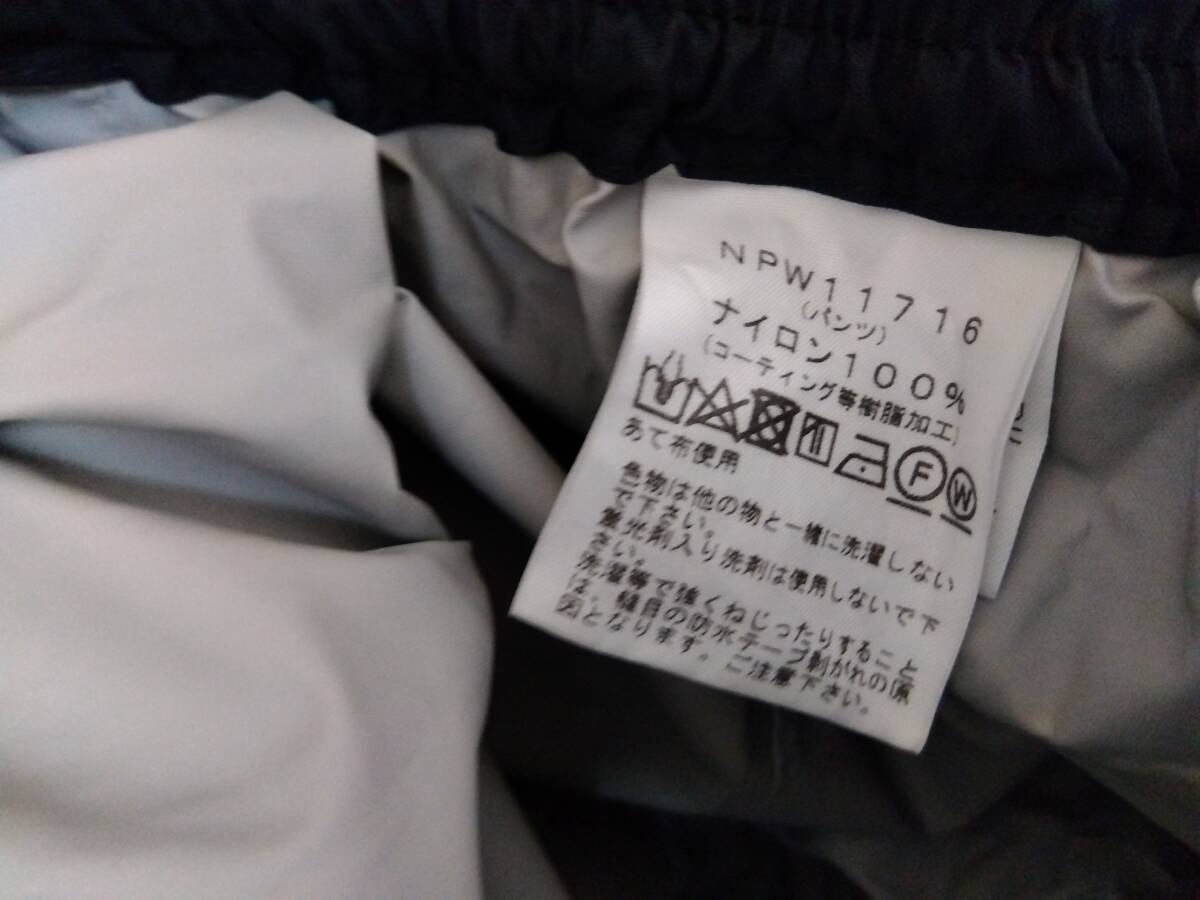 NPW11716
(パンツ)
ナイロン100%
(コーティング等樹脂加工)
F W
あて布使用
色物は他の物と一緒に洗濯しない
で下さい。
蛍光剤入り洗剤は使用しないで下
さい。
洗濯等で強くねじったりすること
は、縫目の防水テープ剥がれの原
因となります。ご注意下さい。